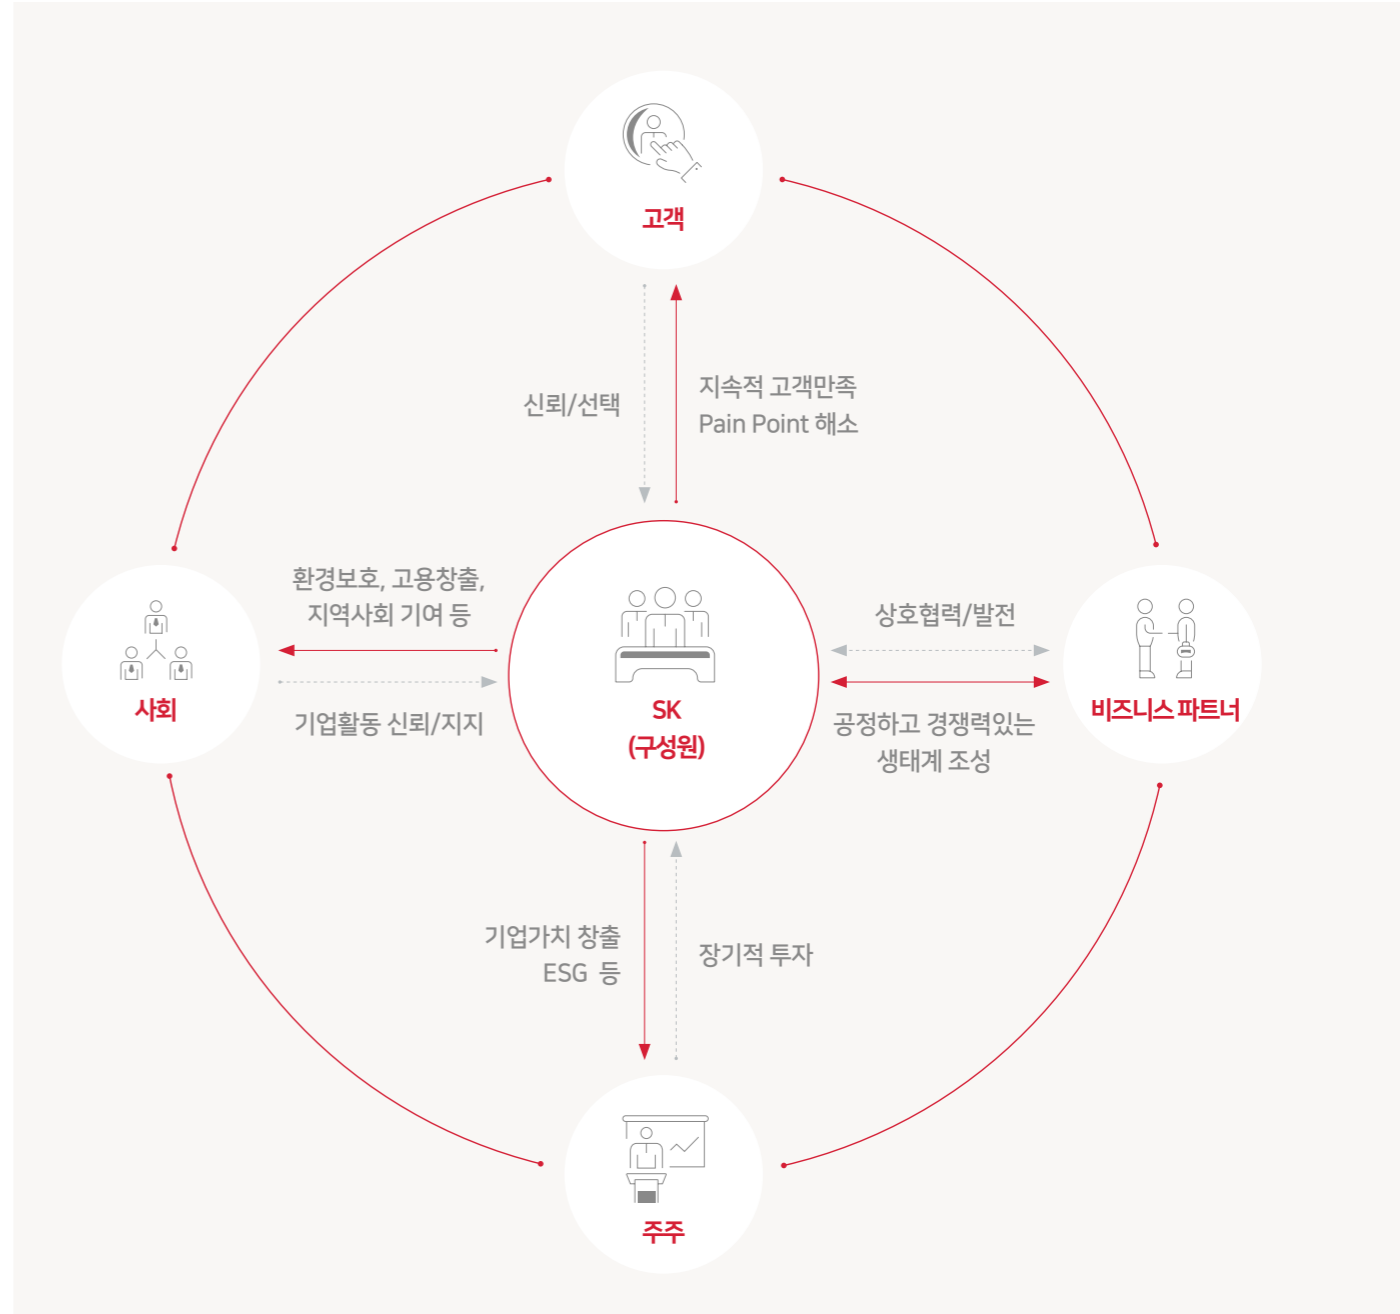 고객
신뢰/선택
지속적 고객만족
Pain Point 해소
환경보호, 고용창출,
지역사회 기여 등
기업활동 신뢰/지지
사회
SK
(구성원)
상호협력/발전
공정하고 경쟁력있는
생태계 조성
비즈니스 파트너
기업가치 창출
ESG 등
장기적 투자
주주